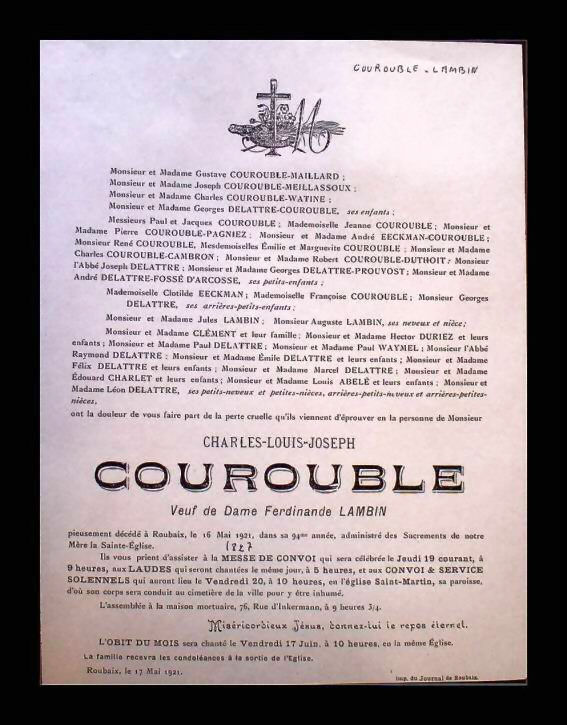 COUROUBLE - LAMBIN
Monsieur et Madame Gustave COUROUBLE-MAILLARD ;
Monsieur et Madame Joseph COUROUBLE-MEILLASSOUX ;
Monsieur et Madame Charles COUROUBLE-WATINE ;
Monsieur et Madame Georges DELATTRE-COUROUBLE, ses enfants ;
Messieurs Paul et Jacques COUROUBLE ; Mademoiselle Jeanne COUROUBLE ; Monsieur et
Madame Pierre COUROUBLE-PAGNIEZ ; Monsieur et Madame André EECKMAN-COUROUBLE ;
Monsieur René COUROUBLE, Mesdemoiselles Émilie et Marguerite COUROUBLE ; Monsieur et Madame
Charles COUROUBLE-CAMBRON ; Monsieur et Madame Robert COUROUBLE-DUTHOIT ; Monsieur
l'Abbé Joseph DELATTRE ; Monsieur et Madame Georges DELATTRE-PROUVOST ; Monsieur et Madame
André DELATTRE-FOSSÉ D'ARCOSSE, ses petits-enfants ;
Mademoiselle Clotilde EECKMAN ; Mademoiselle Françoise COUROUBLE ; Monsieur Georges
DELATTRE, ses arrières-petits-enfants ;
Monsieur et Madame Jules LAMBIN ; Monsieur Auguste LAMBIN, ses neveux et nièce ;
Monsieur et Madame CLÉMENT et leur famille ; Monsieur et Madame Hector DURIEZ et leurs
enfants ; Monsieur et Madame Paul DELATTRE ; Monsieur et Madame Paul WAYMEL ; Monsieur l'Abbé
Raymond DELATTRE ; Monsieur et Madame Émile DELATTRE et leurs enfants ; Monsieur et Madame
Félix DELATTRE et leurs enfants ; Monsieur et Madame Marcel DELATTRE ; Monsieur et Madame
Édouard CHARLET et leurs enfants ; Monsieur et Madame Louis ABELÉ et leurs enfants ; Monsieur et
Madame Léon DELATTRE, ses petits-neveux et petites-nièces, arrières-petits-neveux et arrières-petites-
nièces,
ont la douleur de vous faire part de la perte cruelle qu'ils viennent d'éprouver en la personne de Monsieur
CHARLES-LOUIS-JOSEPH
COUROUBLE
Veuf de Dame Ferdinande LAMBIN
pieusement décédé à Roubaix, le 16 Mai 1921, dans sa 94me année, administré des Sacrements de notre
Mère la Sainte-Église.
1827
Ils vous prient d'assister à la MESSE DE CONVOI qui sera célébrée le Jeudi 19 courant, à
9 heures, aux LAUDES qui seront chantées le même jour, à 5 heures, et aux CONVOI & SERVICE
SOLENNELS qui auront lieu le Vendredi 20, à 10 heures, en l'église Saint-Martin, sa paroisse,
d'où son corps sera conduit au cimetière de la ville pour y être inhumé.
L'assemblée à la maison mortuaire, 76, Rue d'Inkermann, à 9 heures 3/4.
Miséricordieux Jésus, donnez-lui le repos éternel.
L'OBIT DU MOIS sera chanté le Vendredi 17 Juin, à 10 heures, en la même Église.
La famille recevra les condoléances à la sortie de l'Eglise.
Roubaix, le 17 Mai 1921.
Imp. du Journal de Roubaix.